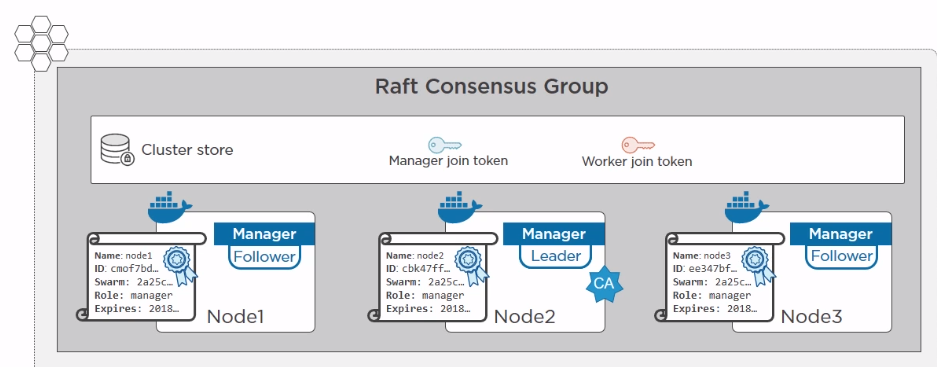 Raft Consensus Group
Cluster store
Manager join token
Worker join token
Manager
Follower
Name: node1
ID: cmof7bd…
Swarm: 2a25c…
Role: manager
Expires: 2018…
Node1
Manager
Leader
Name: node2
ID: cbk47ff…
Swarm: 2a25c…
Role: manager
Expires: 2018…
CA
Node2
Manager
Follower
Name: node3
ID: ee347bf…
Swarm: 2a25c…
Role: manager
Expires: 2018…
Node3